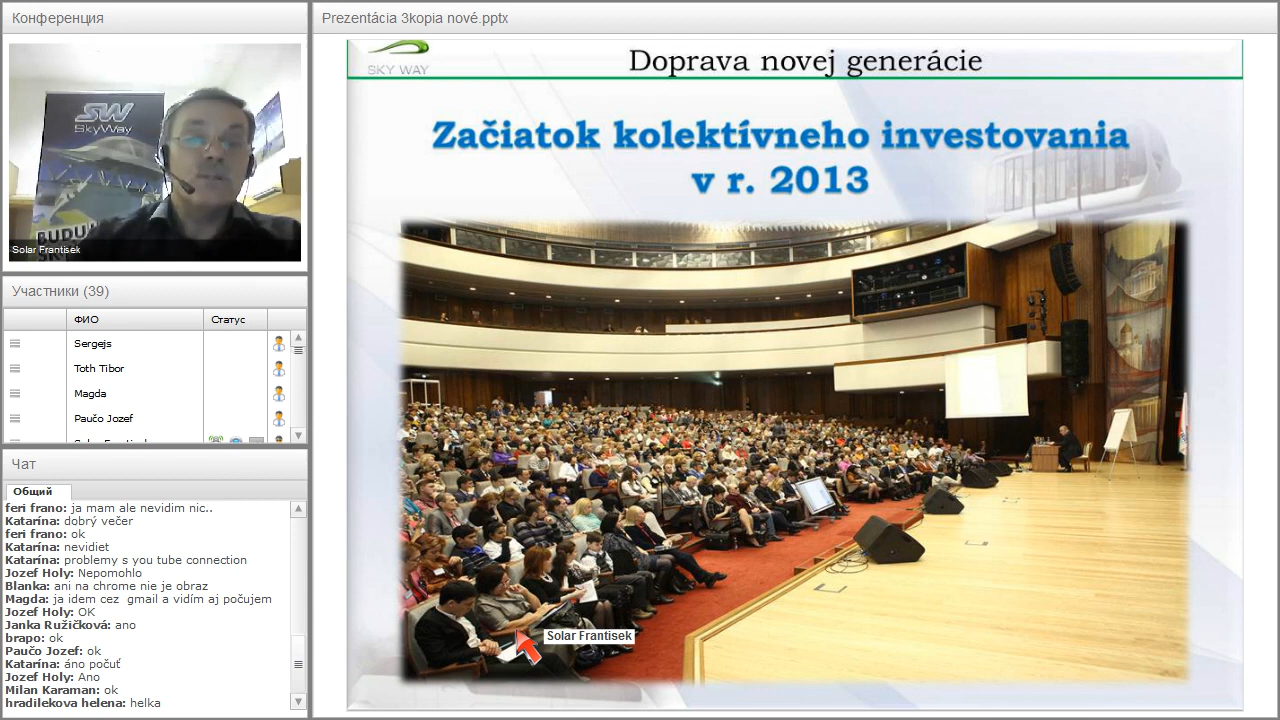 Конференция
SW
SkyWay
Solar Frantisek
Участники (39)
ФИО Статус
Sergejs
Toth Tibor
Magda
Paučo Jozef
Чат
Общий
feri frano: ja mam ale nevidim nic..
Katarína: dobrý večer
feri frano: ok
Katarína: nevidiet
Katarína: problemy s you tube connection
Jozef Holy: Nepomohlo
Blanka: ani na chrome nie je obraz
Magda: ja idem cez gmail a vidím aj počujem
Jozef Holy: OK
Janka Ružičková: ano
brapo: ok
Paučo Jozef: ok
Katarína: áno počuť
Jozef Holy: Ano
Milan Karaman: ok
hradilekova helena: helka
Prezentácia 3kopia nové.pptx
SKY WAY
Doprava novej generácie
Začiatok kolektívneho investovania
v r. 2013
Solar Frantisek